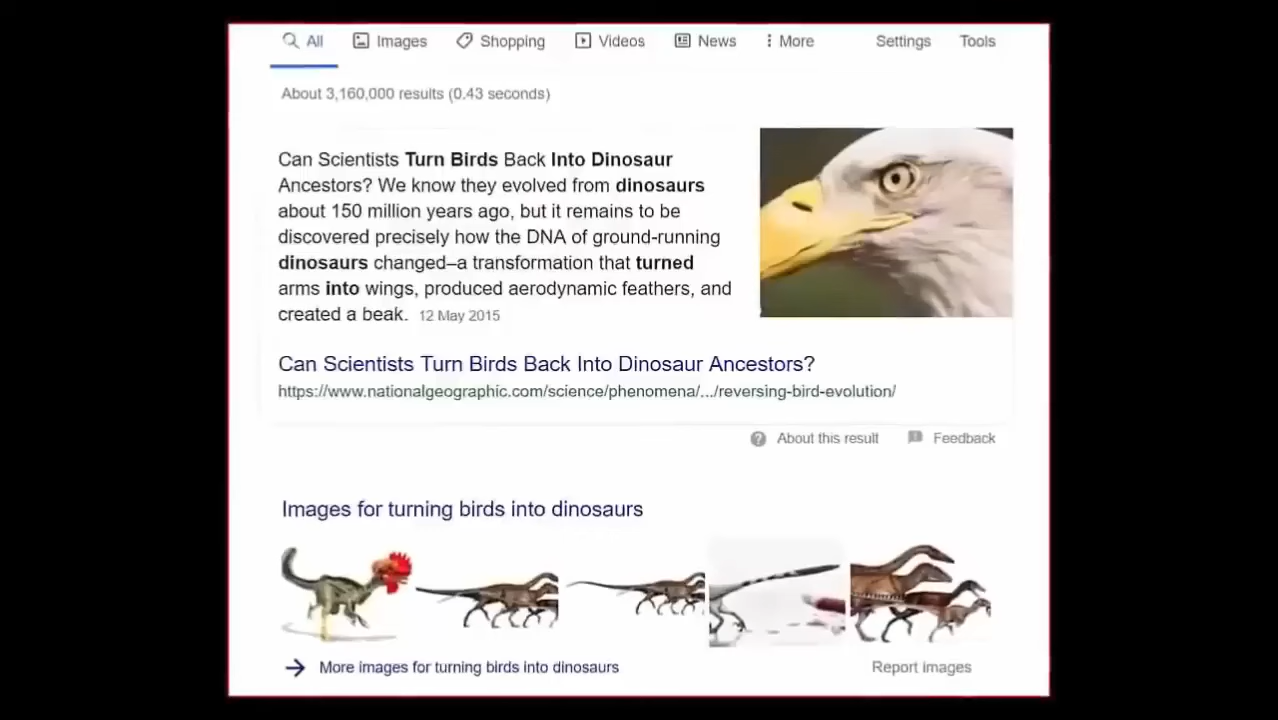 All Images Shopping Videos News More Settings Tools
About 3,160,000 results (0.43 seconds)
Can Scientists Turn Birds Back Into Dinosaur
Ancestors? We know they evolved from dinosaurs
about 150 million years ago, but it remains to be
discovered precisely how the DNA of ground-running
dinosaurs changed–a transformation that turned
arms into wings, produced aerodynamic feathers, and
created a beak. 12 May 2015
Can Scientists Turn Birds Back Into Dinosaur Ancestors?
https://www.nationalgeographic.com/science/phenomena/.../reversing-bird-evolution/
About this result Feedback
Images for turning birds into dinosaurs
More images for turning birds into dinosaurs Report images